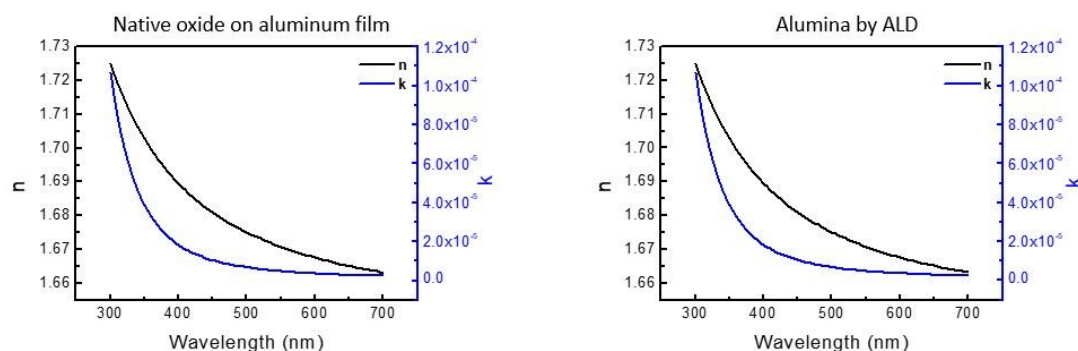 Native oxide on aluminum film
1.73
1.72
1.71
1.70
1.69
1.68
1.67
1.66
n
n
k
1.2x10⁻⁴
1.0x10⁻⁴
8.0x10⁻⁵
6.0x10⁻⁵
4.0x10⁻⁵
2.0x10⁻⁵
0.0
k
300 400 500 600 700
Wavelength (nm)
Alumina by ALD
1.73
1.72
1.71
1.70
1.69
1.68
1.67
1.66
n
n
k
1.2x10⁻⁴
1.0x10⁻⁴
8.0x10⁻⁵
6.0x10⁻⁵
4.0x10⁻⁵
2.0x10⁻⁵
0.0
k
300 400 500 600 700
Wavelength (nm)